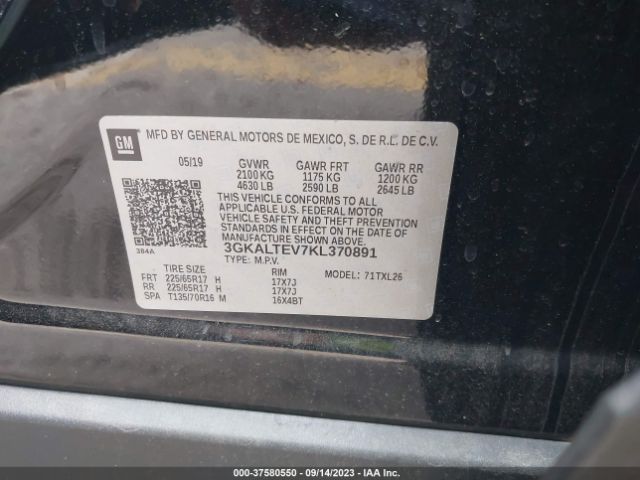 GM MFD BY GENERAL MOTORS DE MEXICO, S. DE R.L. DE C.V.
05/19 GVWR GAWR FRT GAWR RR
2100 KG 1175 KG 1200 KG
4630 LB 2590 LB 2645 LB
THIS VEHICLE CONFORMS TO ALL
APPLICABLE U.S. FEDERAL MOTOR
VEHICLE SAFETY AND THEFT PREVENTION
STANDARDS IN EFFECT ON THE DATE OF
MANUFACTURE SHOWN ABOVE.
384A 3GKALTEV7KL370891
TYPE: M.P.V.
TIRE SIZE RIM MODEL: 71TXL26
FRT 225/65R17 H 17X7J
RR 225/65R17 H 17X7J
SPA T135/70R16 M 16X4BT
000-37580550 - 09/14/2023 - IAA Inc.